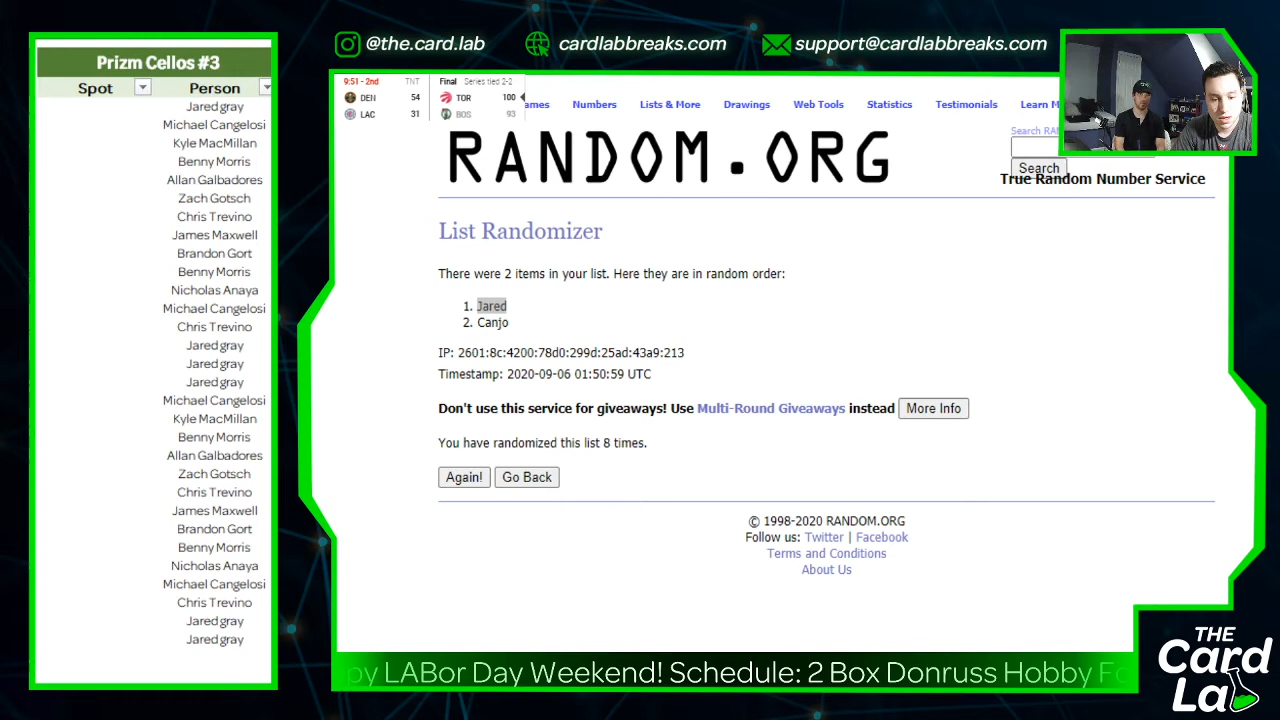 @the.card.lab
cardlabbreaks.com
support@cardlabbreaks.com
Prizm Cellos #3
Spot Person
Jared gray
Michael Cangelosi
Kyle MacMillan
Benny Morris
Allan Galbadores
Zach Gotsch
Chris Trevino
James Maxwell
Brandon Gort
Benny Morris
Nicholas Anaya
Michael Cangelosi
Chris Trevino
Jared gray
Jared gray
Jared gray
Michael Cangelosi
Kyle MacMillan
Benny Morris
Allan Galbadores
Zach Gotsch
Chris Trevino
James Maxwell
Brandon Gort
Benny Morris
Nicholas Anaya
Michael Cangelosi
Chris Trevino
Jared gray
Jared gray
9:51 - 2nd TNT
DEN 54
LAC 31
Final Series tied 2-2
TOR 100
BOS 93
ames Numbers Lists & More Drawings Web Tools Statistics Testimonials Learn M
RANDOM.ORG
Search RA
Search
True Random Number Service
List Randomizer
There were 2 items in your list. Here they are in random order:
1. Jared
2. Canjo
IP: 2601:8c:4200:78d0:299d:25ad:43a9:213
Timestamp: 2020-09-06 01:50:59 UTC
Don't use this service for giveaways! Use Multi-Round Giveaways instead More Info
You have randomized this list 8 times.
Again! Go Back
© 1998-2020 RANDOM.ORG
Follow us: Twitter | Facebook
Terms and Conditions
About Us
py LABor Day Weekend! Schedule: 2 Box Donruss Hobby Fo
THE
Card
Lab